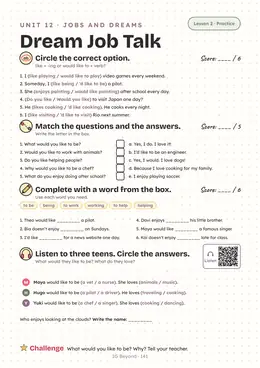 UNIT 12 · JOBS AND DREAMS
Lesson 2 · Practice
Dream Job Talk
Circle the correct option.
Score: ____ / 6
like + -ing or would like to + verb?
1. I (like playing / would like to play) video games every weekend.
2. Someday, I (like being / would like to be) a pilot.
3. She (enjoys painting / would like painting) after school every day.
4. (Do you like / Would you like) to visit Japan one day?
5. He (likes cooking / 'd like cooking). He cooks every night.
6. I (like visiting / 'd like to visit) Rio next summer.
Match the questions and the answers.
Score: ____ / 5
Write the letter in the box.
1. What would you like to be?
a. Yes, I do. I love it!
2. Would you like to work with animals?
b. I'd like to be an engineer.
3. Do you like helping people?
c. Yes, I would. I love dogs!
4. Why would you like to be a chef?
d. Because I love cooking for my family.
5. What do you enjoy doing after school?
e. I enjoy playing soccer.
Complete with a word from the box.
Score: ____ / 6
Use each word once.
to be
being
to work
working
to help
helping
1. Theo would like ________ a pilot.
4. Davi enjoys ________ his little brother.
2. Bia doesn't enjoy ________ on Sundays.
5. Maya would like ________ a famous singer.
3. I'd like ________ for a news website one day.
6. Kai doesn't enjoy ________ late for class.
Listen to three teens. Circle the answers.
What would they like to be? What do they love?
Listen
Maya would like to be (a vet / a nurse). She loves (animals / music).
Would like to be (a pilot / a driver). He loves (traveling / resting).
Y
Yuki would like to be (a chef / a singer). She loves (cooking / dancing).
Who enjoys looking at the clouds? Write the name: ________
Challenge
What would you like to be? Why? Tell your teacher.